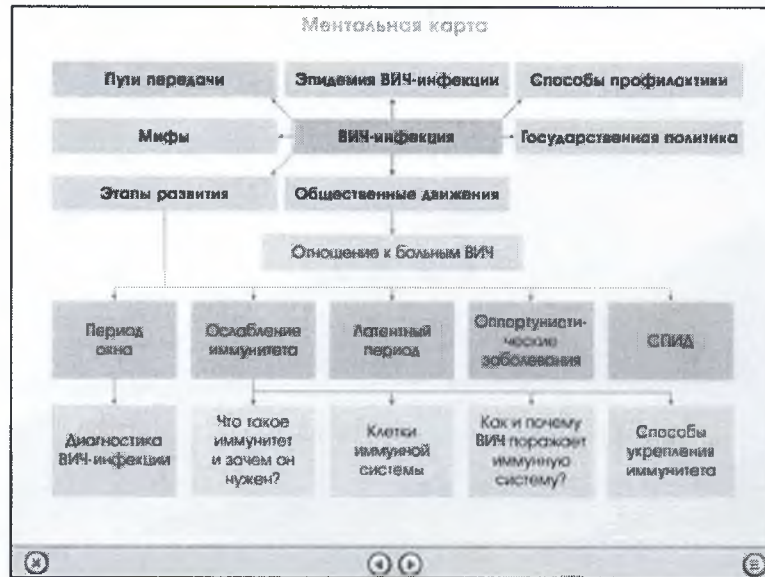 Ментальная карта
Пути передачи
Эпидемия ВИЧ-инфекции
Способы профилактики
Мифы
ВИЧ-инфекция
Государственная политика
Этапы развития
Общественные движения
Отношение к больным ВИЧ
Период
окна
Ослабление
иммунитета
Латентный
период
Оппортунисти-
ческие
заболевания
СПИД
Диагностика
ВИЧ-инфекции
Что такое
иммунитет
и зачем он
нужен?
Клетки
иммунной
системы
Как и почему
ВИЧ поражает
иммунную
систему?
Способы
укрепления
иммунитета